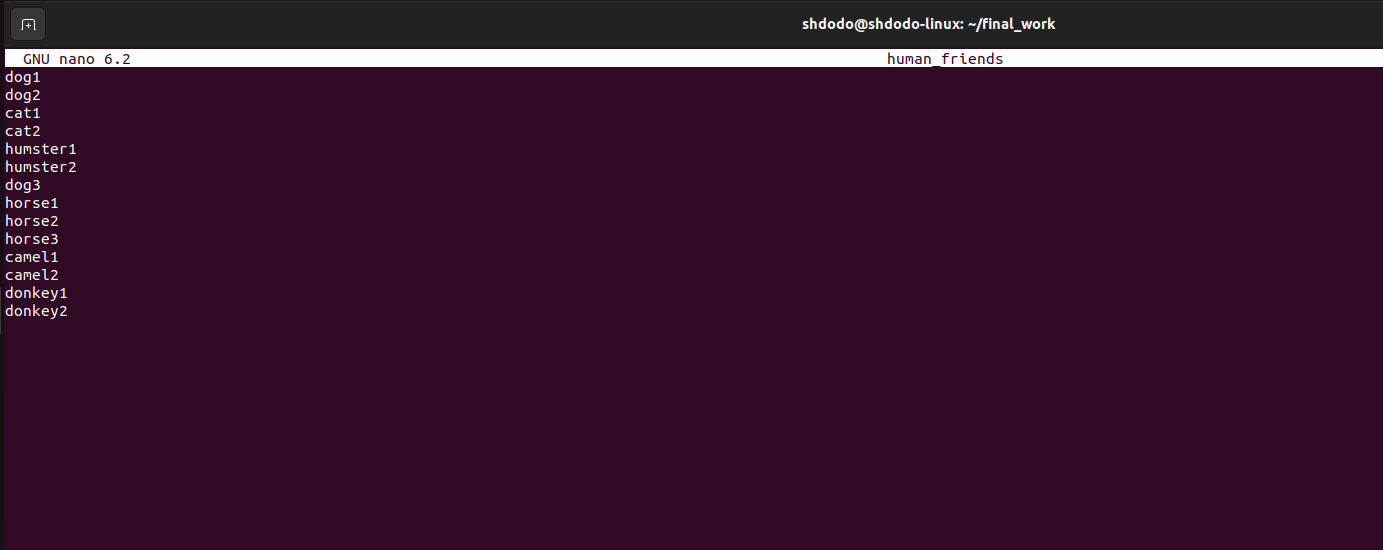 shdodo@shdodo-linux: ~/final_work
GNU nano 6.2 human_friends
dog1
dog2
cat1
cat2
humster1
humster2
dog3
horse1
horse2
horse3
camel1
camel2
donkey1
donkey2